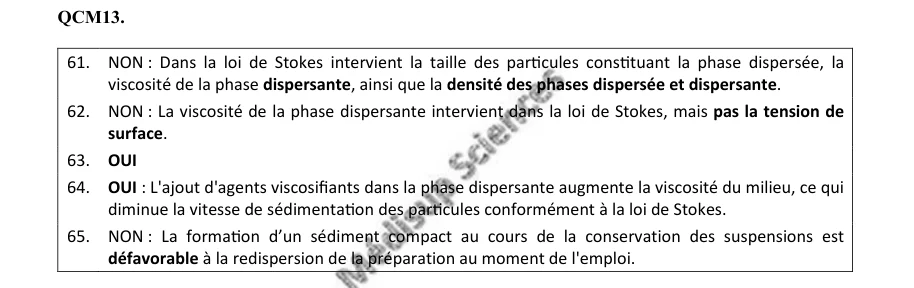 QCM13.
61. NON : Dans la loi de Stokes intervient la taille des particules constituant la phase dispersée, la
viscosité de la phase dispersante, ainsi que la densité des phases dispersée et dispersante.
62. NON : La viscosité de la phase dispersante intervient dans la loi de Stokes, mais pas la tension de
surface.
63. OUI
64. OUI : L'ajout d'agents viscosifiants dans la phase dispersante augmente la viscosité du milieu, ce qui
diminue la vitesse de sédimentation des particules conformément à la loi de Stokes.
65. NON : La formation d'un sédiment compact au cours de la conservation des suspensions est
défavorable à la redispersion de la préparation au moment de l'emploi.
Médisup Sciences